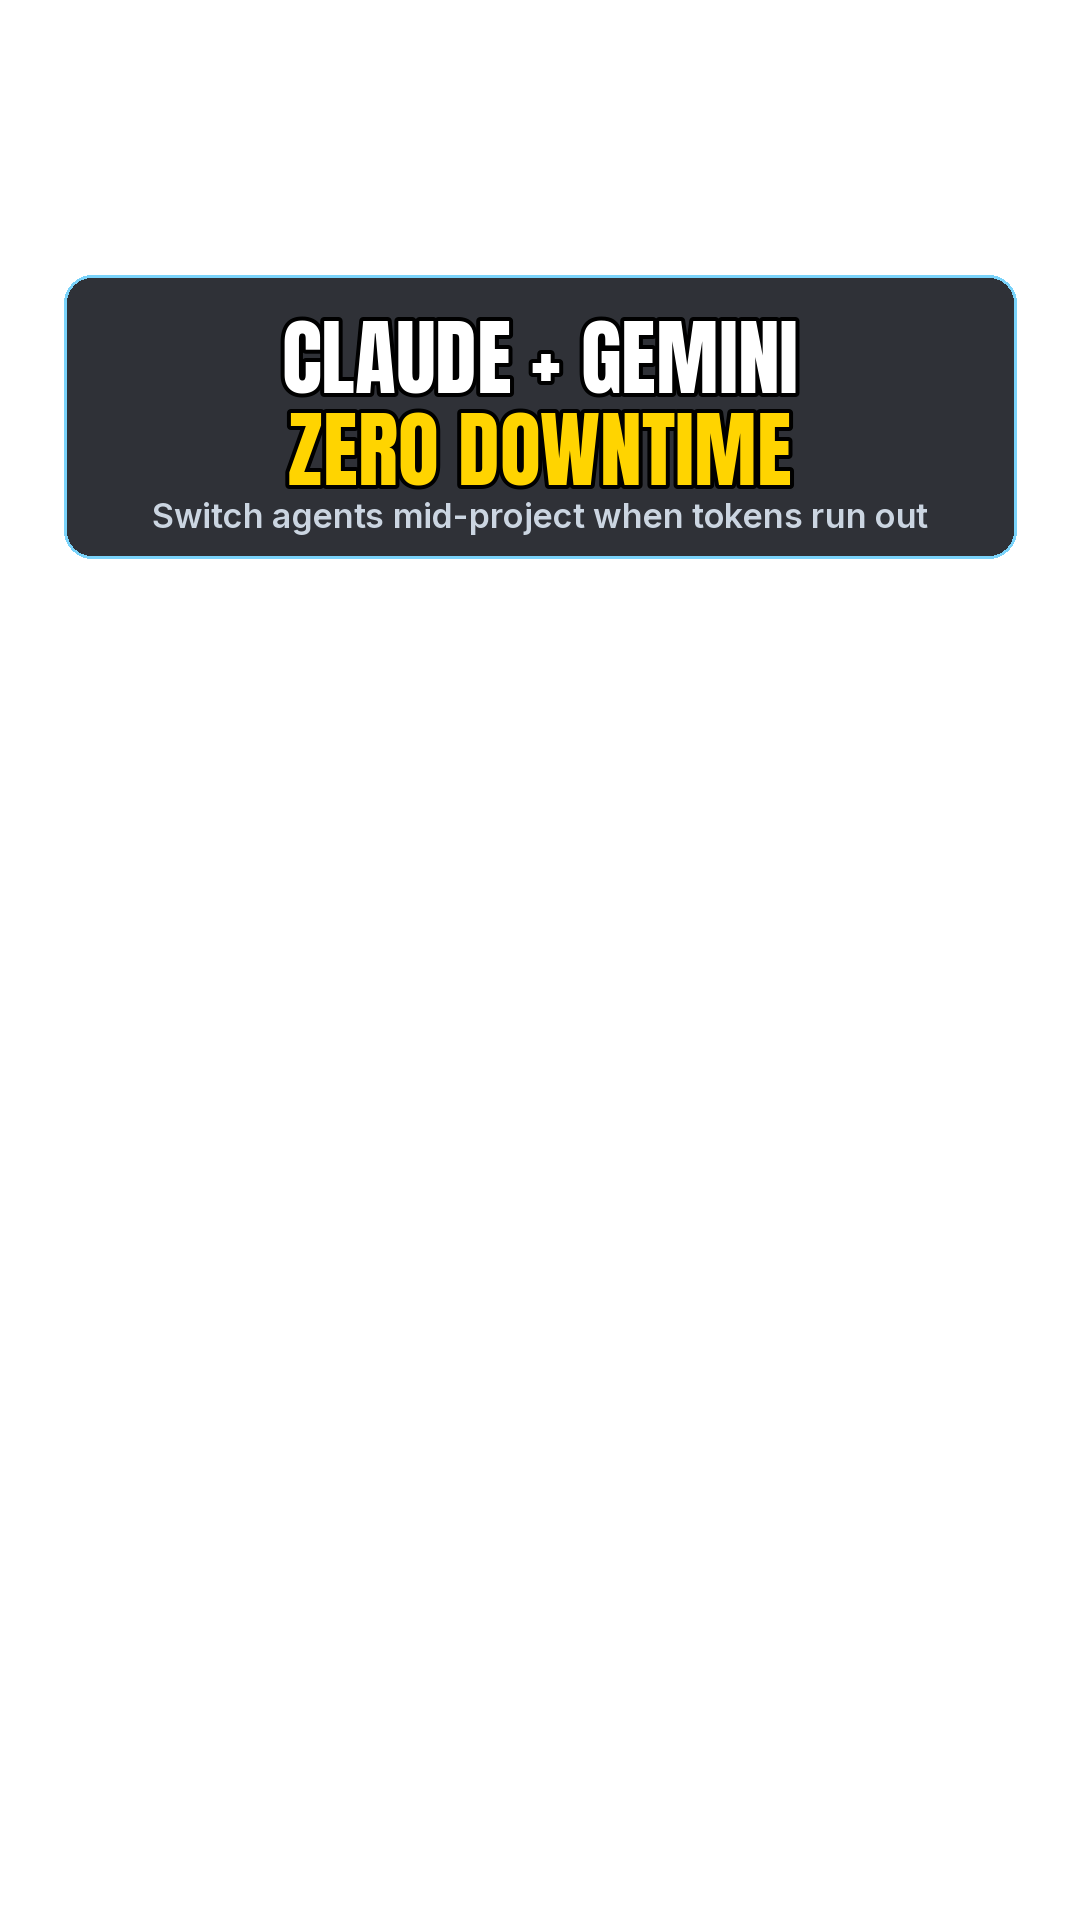 CLAUDE + GEMINI
ZERO DOWNTIME
Switch agents mid-project when tokens run out